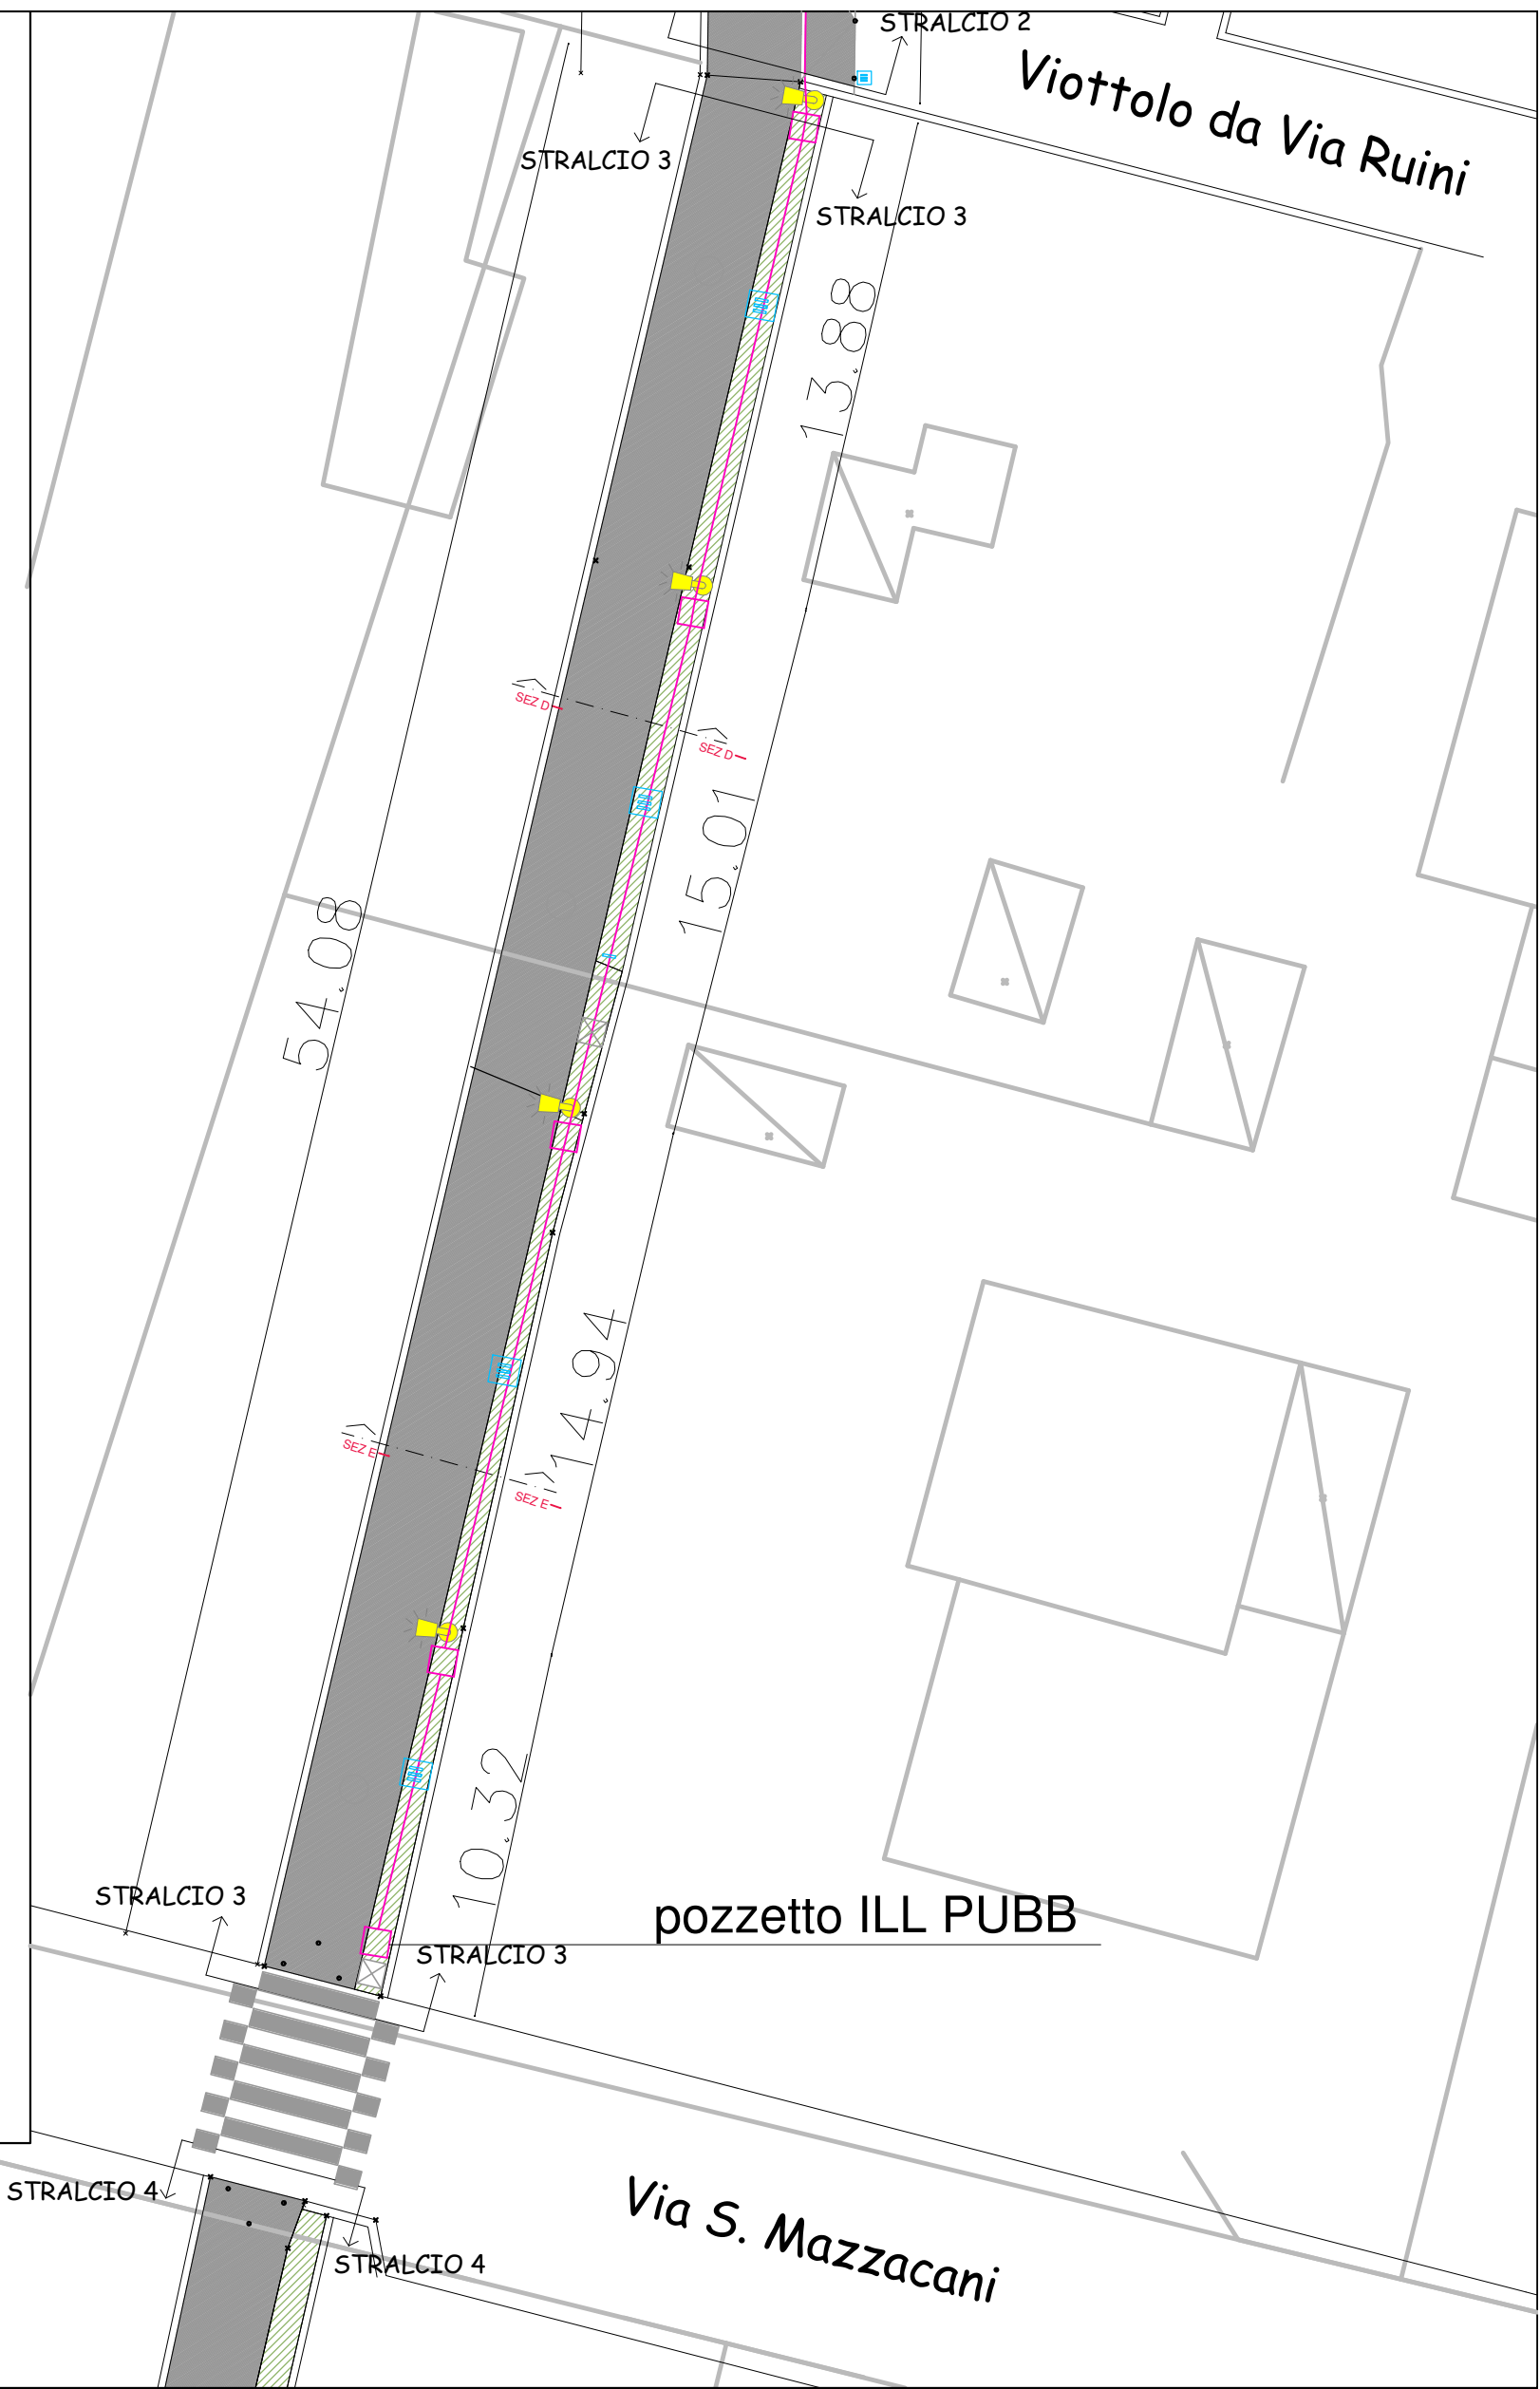 STRALCIO 2
Viottolo da Via Ruini
STRALCIO 3
STRALCIO 3
13.88
SEZ D
SEZ D
15.01
54.08
14.94
SEZ E
SEZ E
10.32
STRALCIO 3
pozzetto ILL PUBB
STRALCIO 3
STRALCIO 4
Via S. Mazzacani
STRALCIO 4